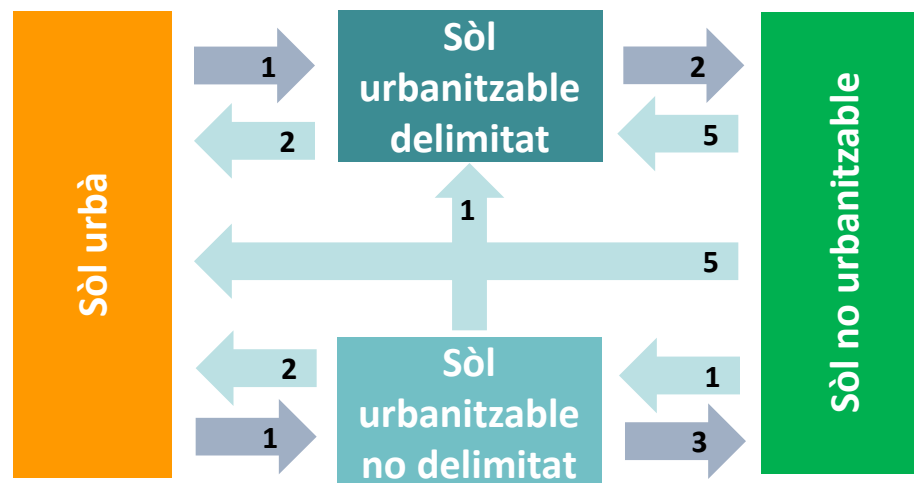 Sòl urbà
1
2
Sòl
urbanitzable
delimitat
2
5
1
5
2
1
Sòl
urbanitzable
no delimitat
1
3
Sòl no urbanitzable